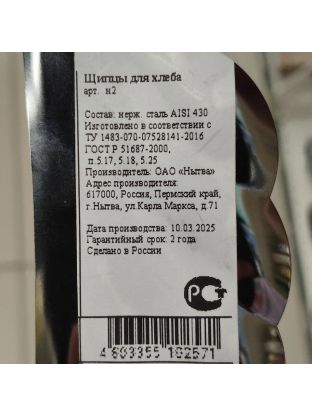 Щипцы для хлеба
арт. н2
Состав: нерж. сталь AISI 430
Изготовлено в соответствии с
ТУ 1483-070-07528141-2016
ГОСТ Р 51687-2000,
п.5.17, 5.18, 5.25
Производитель: ОАО «Нытва»
Адрес производителя:
617000, Россия, Пермский край,
г.Нытва, ул.Карла Маркса, д.71
Дата производства: 10.03.2025
Гарантийный срок: 2 года
Сделано в России
РСТ
4 603355 182571